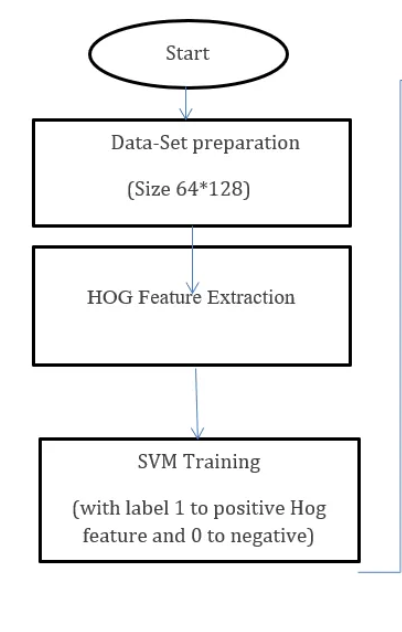 Start
Data-Set preparation
(Size 64*128)
HOG Feature Extraction
SVM Training
(with label 1 to positive Hog
feature and 0 to negative)